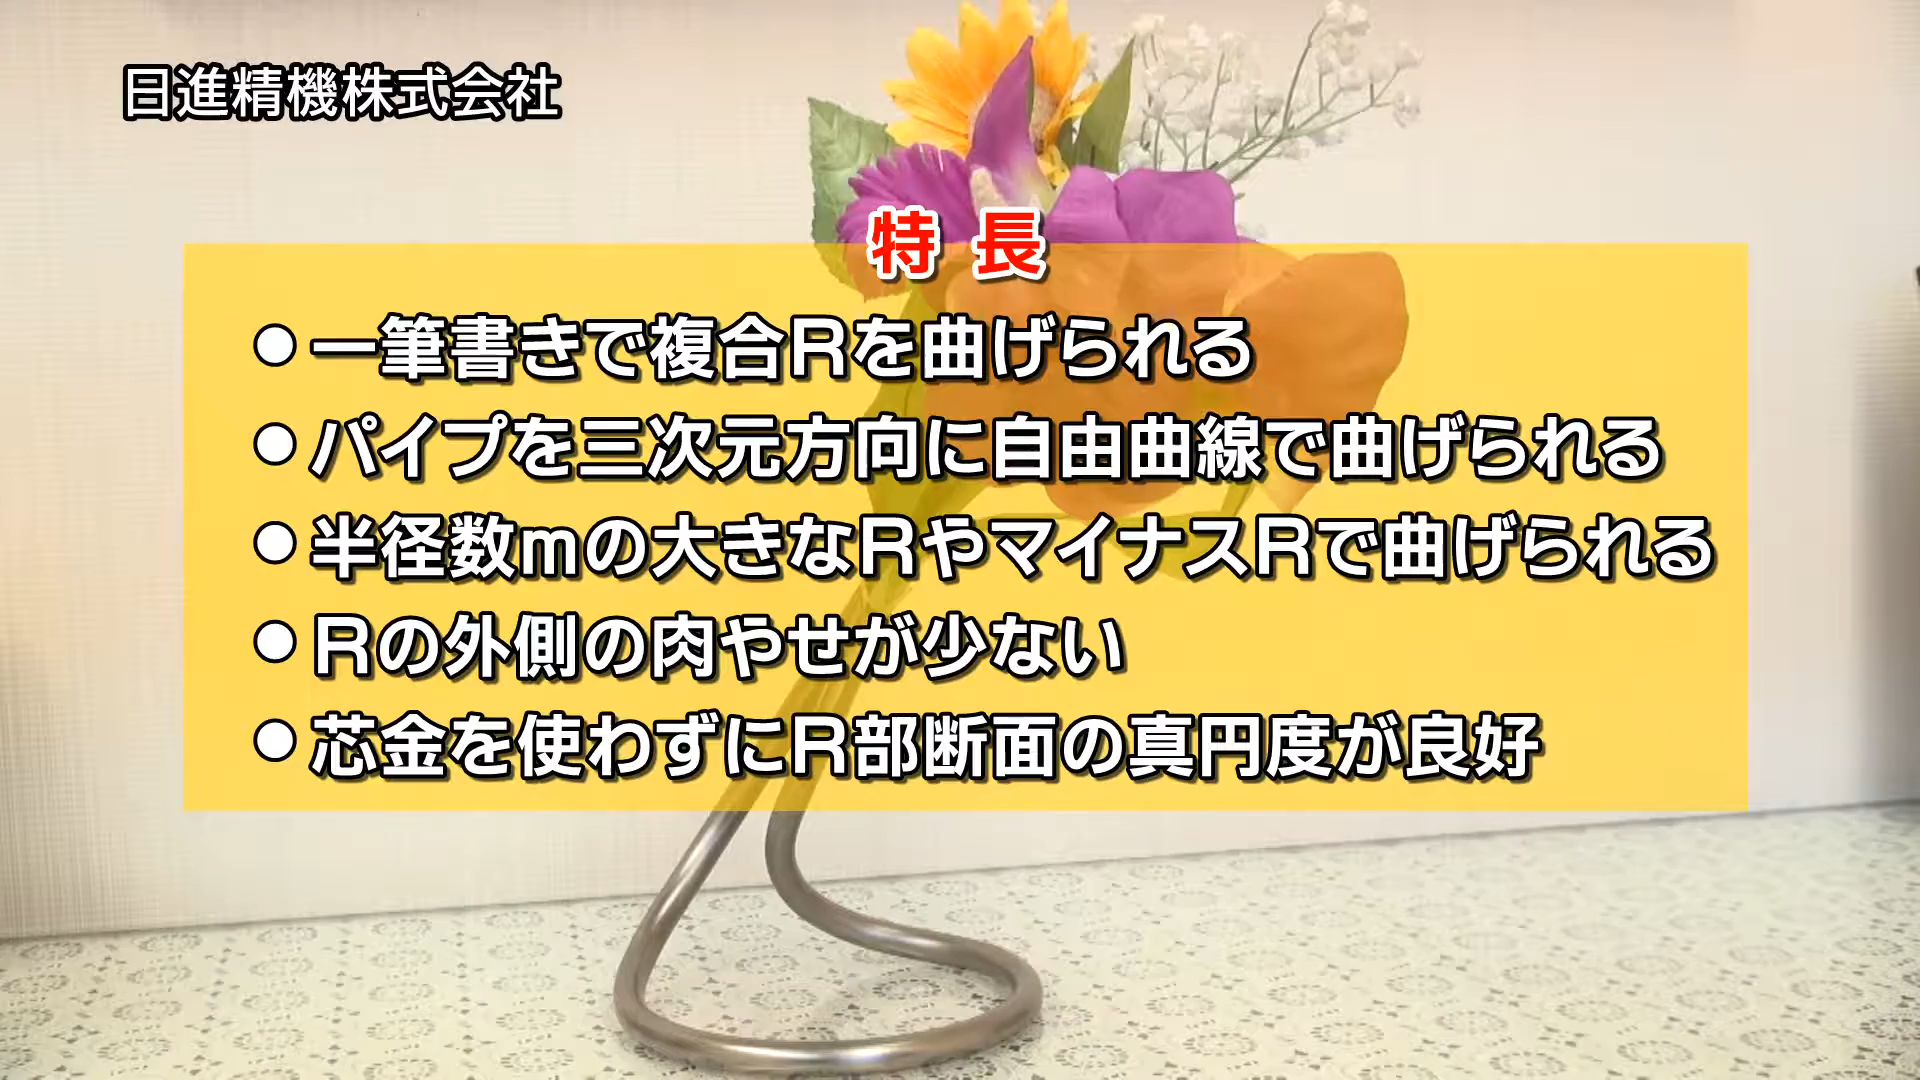 日進精機株式会社
特長
●一筆書きで複合Rを曲げられる
●パイプを三次元方向に自由曲線で曲げられる
●半径数mの大きなRやマイナスRで曲げられる
●Rの外側の肉やせが少ない
●芯金を使わずにR部断面の真円度が良好